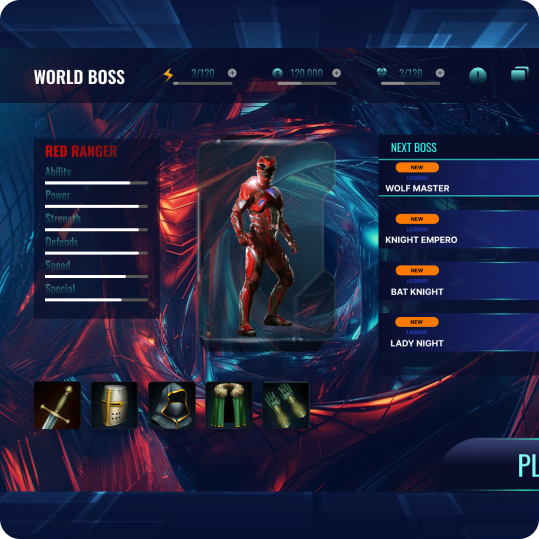 WORLD BOSS
3/120
120.000
3/120
RED RANGER
Ability
Power
Strength
Defends
Speed
Special
NEXT BOSS
NEW
LEGEND
WOLF MASTER
NEW
LEGEND
KNIGHT EMPERO
NEW
LEGEND
BAT KNIGHT
NEW
LEGEND
LADY NIGHT
PL